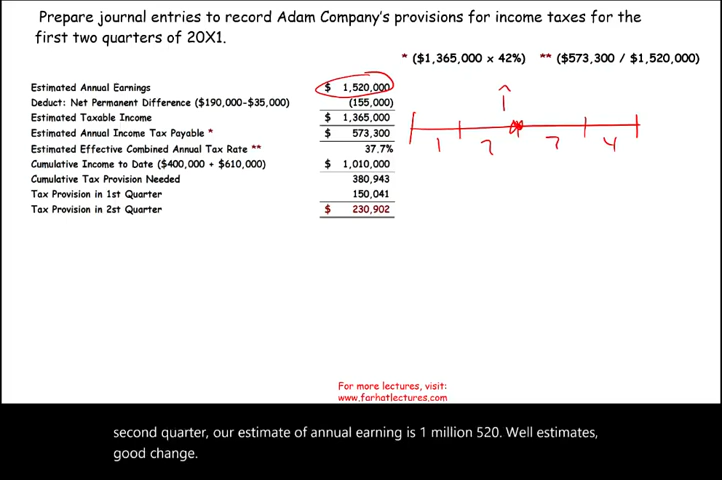 Prepare journal entries to record Adam Company's provisions for income taxes for the
first two quarters of 20X1.
* ($1,365,000 x 42%) ** ($573,300 / $1,520,000)
Estimated Annual Earnings $ 1,520,000
Deduct: Net Permanent Difference ($190,000-$35,000) (155,000)
Estimated Taxable Income $ 1,365,000
Estimated Annual Income Tax Payable * $ 573,300
Estimated Effective Combined Annual Tax Rate ** 37.7%
Cumulative Income to Date ($400,000 + $610,000) $ 1,010,000
Cumulative Tax Provision Needed 380,943
Tax Provision in 1st Quarter 150,041
Tax Provision in 2st Quarter $ 230,902
1 2 3 4
For more lectures, visit:
www.farhatlectures.com
second quarter, our estimate of annual earning is 1 million 520. Well estimates,
good change.